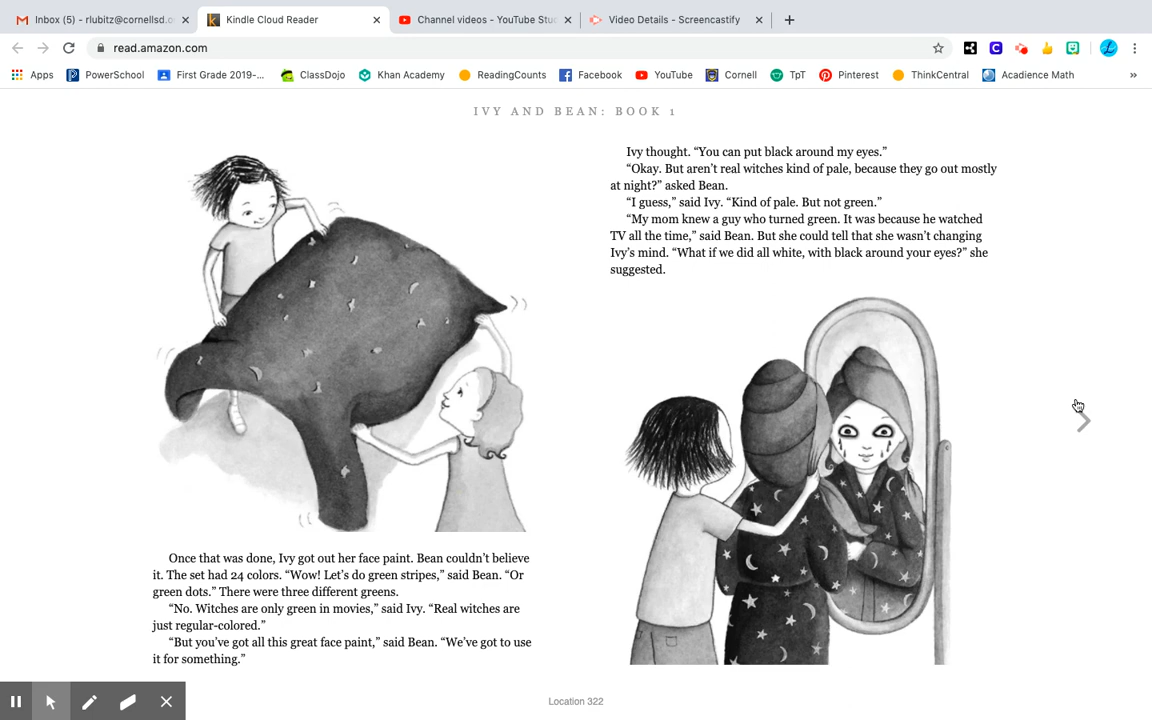 Inbox (5) - rlubitz@cornellsd.o
Kindle Cloud Reader
Channel videos - YouTube Stu
Video Details - Screencastify
read.amazon.com
Apps
PowerSchool
First Grade 2019-...
ClassDojo
Khan Academy
ReadingCounts
Facebook
YouTube
Cornell
TpT
Pinterest
ThinkCentral
Acadience Math
IVY AND BEAN: BOOK 1
Once that was done, Ivy got out her face paint. Bean couldn’t believe
it. The set had 24 colors. “Wow! Let’s do green stripes,” said Bean. “Or
green dots.” There were three different greens.
“No. Witches are only green in movies,” said Ivy. “Real witches are
just regular-colored.”
“But you’ve got all this great face paint,” said Bean. “We’ve got to use
it for something.”
Ivy thought. “You can put black around my eyes.”
“Okay. But aren’t real witches kind of pale, because they go out mostly
at night?” asked Bean.
“I guess,” said Ivy. “Kind of pale. But not green.”
“My mom knew a guy who turned green. It was because he watched
TV all the time,” said Bean. But she could tell that she wasn’t changing
Ivy’s mind. “What if we did all white, with black around your eyes?” she
suggested.
Location 322